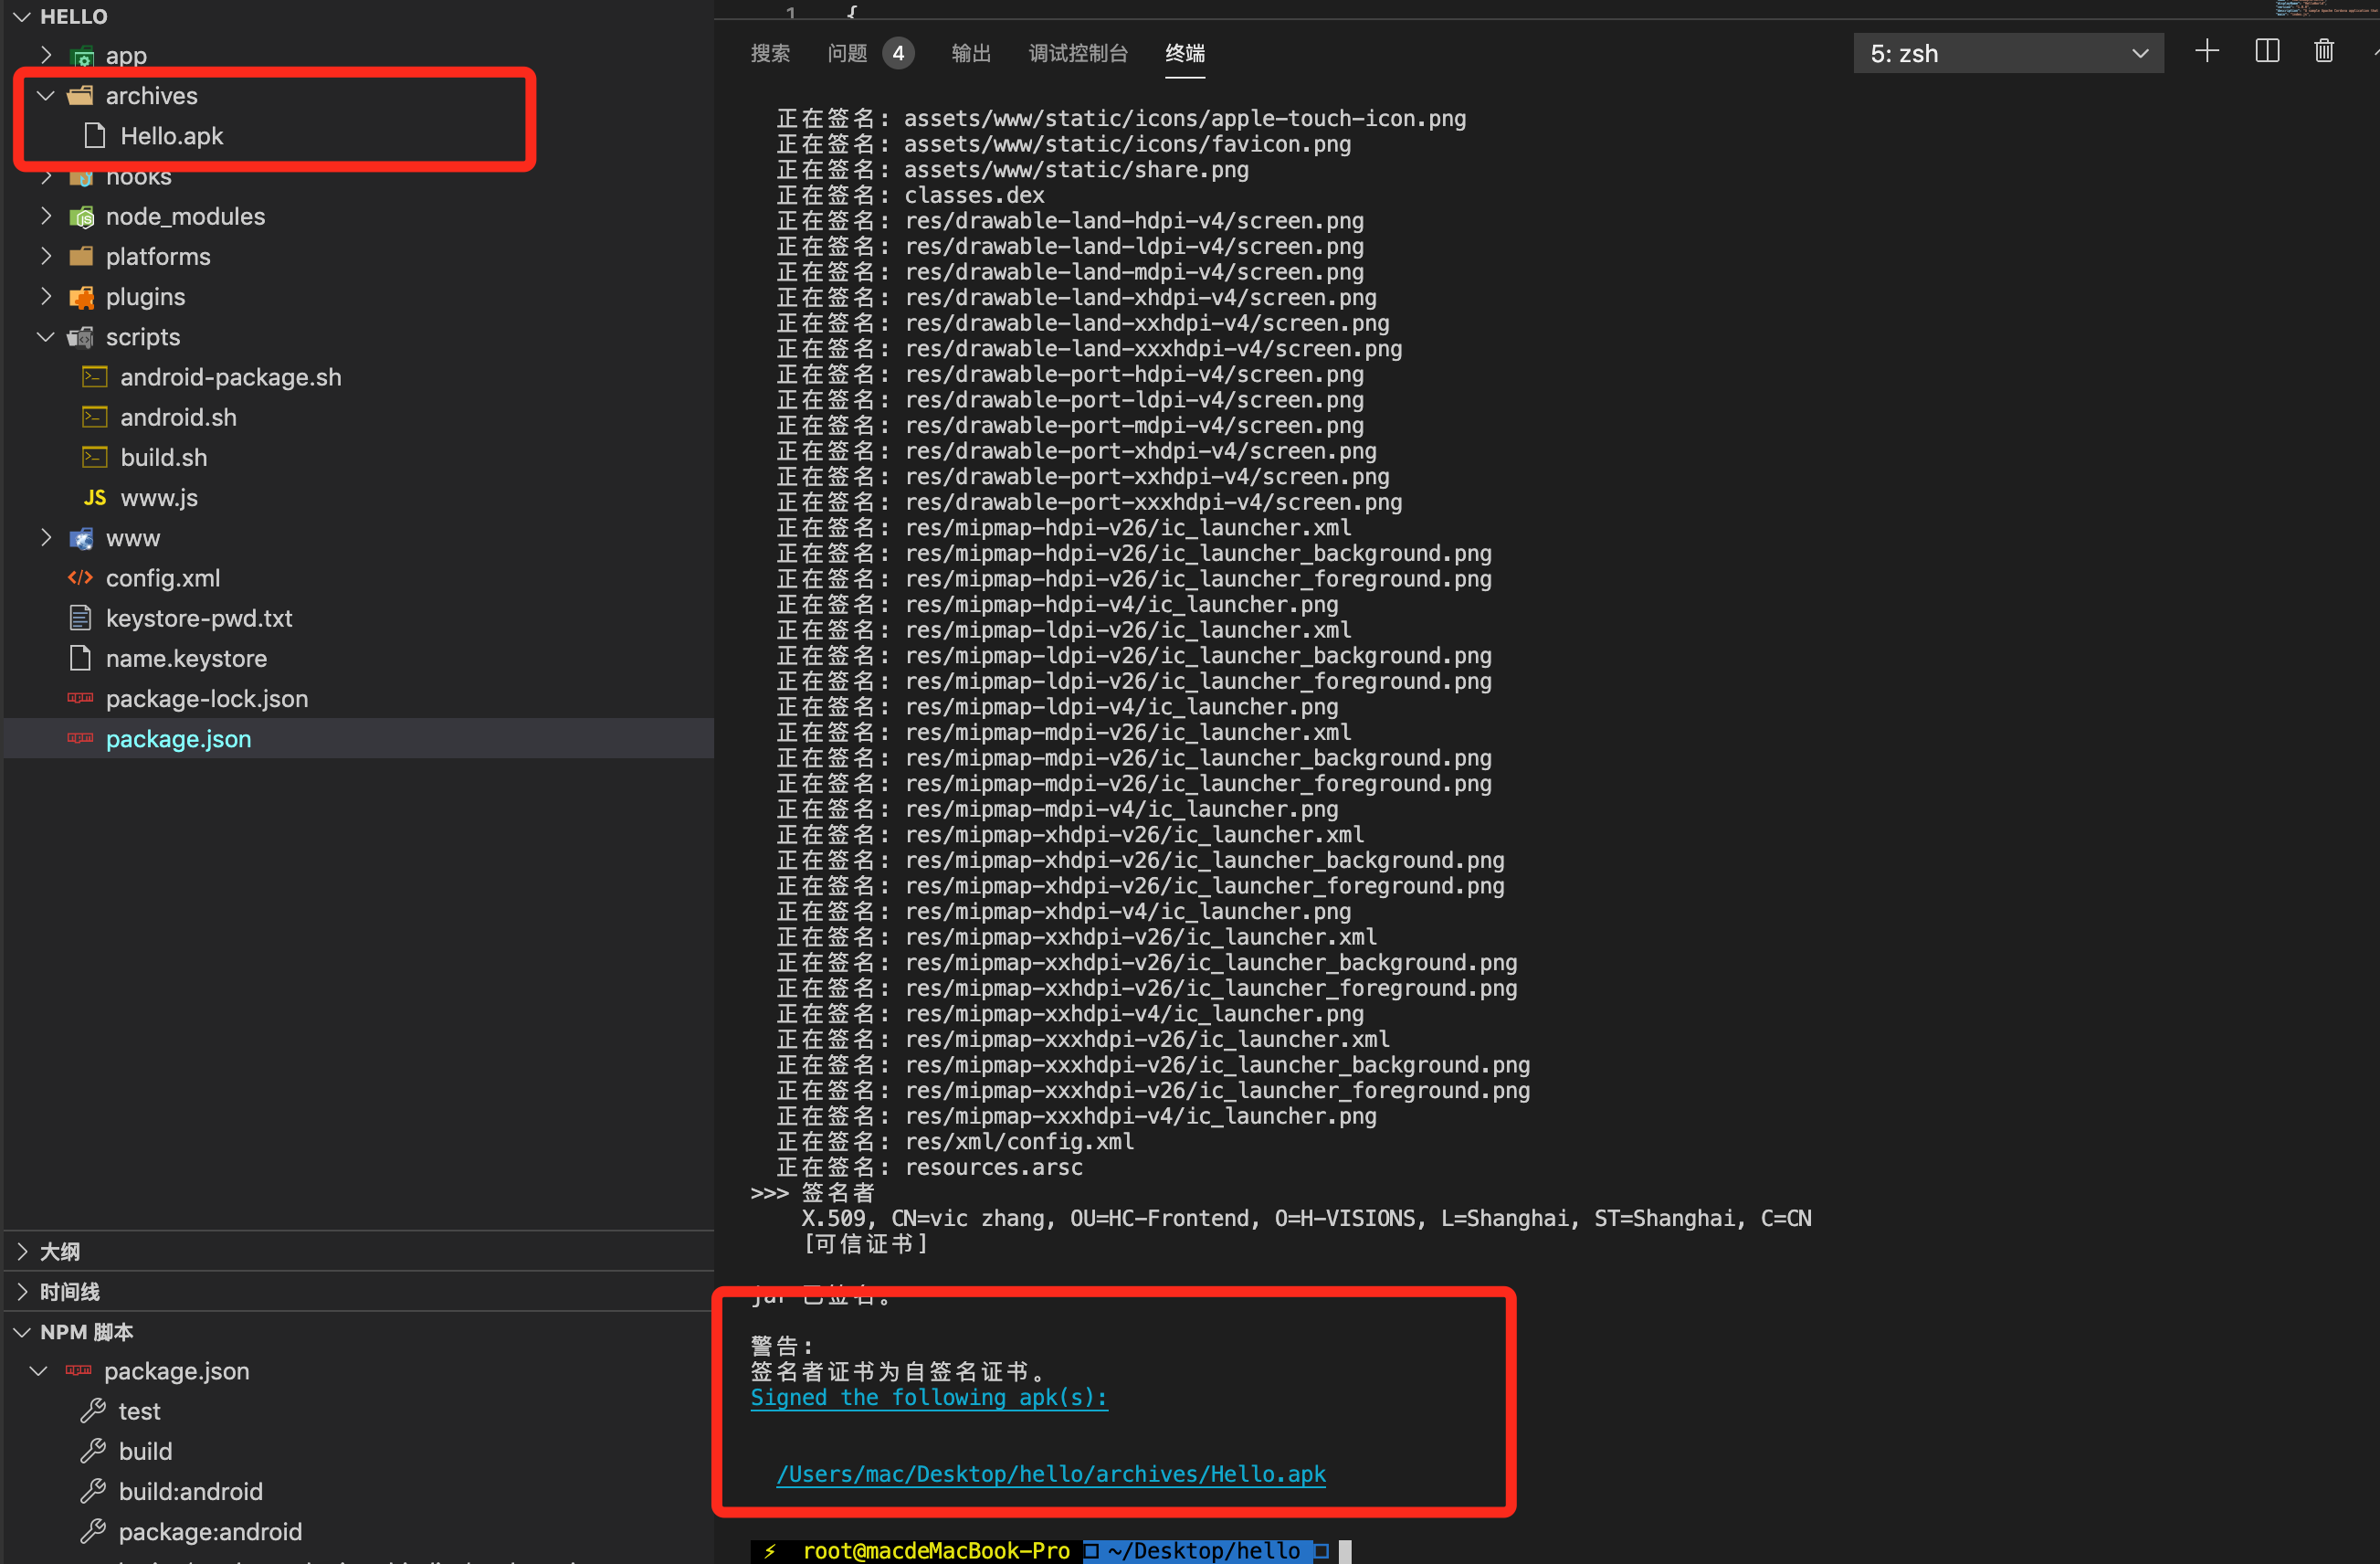 HELLO
app
archives
Hello.apk
hooks
node_modules
platforms
plugins
scripts
android-package.sh
android.sh
build.sh
JS www.js
www
config.xml
keystore-pwd.txt
name.keystore
package-lock.json
package.json
大纲
时间线
NPM 脚本
package.json
test
build
build:android
package:android
1 {
搜索 问题 4 输出 调试控制台 终端 5: zsh
正在签名: assets/www/static/icons/apple-touch-icon.png
正在签名: assets/www/static/icons/favicon.png
正在签名: assets/www/static/share.png
正在签名: classes.dex
正在签名: res/drawable-land-hdpi-v4/screen.png
正在签名: res/drawable-land-ldpi-v4/screen.png
正在签名: res/drawable-land-mdpi-v4/screen.png
正在签名: res/drawable-land-xhdpi-v4/screen.png
正在签名: res/drawable-land-xxhdpi-v4/screen.png
正在签名: res/drawable-land-xxxhdpi-v4/screen.png
正在签名: res/drawable-port-hdpi-v4/screen.png
正在签名: res/drawable-port-ldpi-v4/screen.png
正在签名: res/drawable-port-mdpi-v4/screen.png
正在签名: res/drawable-port-xhdpi-v4/screen.png
正在签名: res/drawable-port-xxhdpi-v4/screen.png
正在签名: res/drawable-port-xxxhdpi-v4/screen.png
正在签名: res/mipmap-hdpi-v26/ic_launcher.xml
正在签名: res/mipmap-hdpi-v26/ic_launcher_background.png
正在签名: res/mipmap-hdpi-v26/ic_launcher_foreground.png
正在签名: res/mipmap-hdpi-v4/ic_launcher.png
正在签名: res/mipmap-ldpi-v26/ic_launcher.xml
正在签名: res/mipmap-ldpi-v26/ic_launcher_background.png
正在签名: res/mipmap-ldpi-v26/ic_launcher_foreground.png
正在签名: res/mipmap-ldpi-v4/ic_launcher.png
正在签名: res/mipmap-mdpi-v26/ic_launcher.xml
正在签名: res/mipmap-mdpi-v26/ic_launcher_background.png
正在签名: res/mipmap-mdpi-v26/ic_launcher_foreground.png
正在签名: res/mipmap-mdpi-v4/ic_launcher.png
正在签名: res/mipmap-xhdpi-v26/ic_launcher.xml
正在签名: res/mipmap-xhdpi-v26/ic_launcher_background.png
正在签名: res/mipmap-xhdpi-v26/ic_launcher_foreground.png
正在签名: res/mipmap-xhdpi-v4/ic_launcher.png
正在签名: res/mipmap-xxhdpi-v26/ic_launcher.xml
正在签名: res/mipmap-xxhdpi-v26/ic_launcher_background.png
正在签名: res/mipmap-xxhdpi-v26/ic_launcher_foreground.png
正在签名: res/mipmap-xxhdpi-v4/ic_launcher.png
正在签名: res/mipmap-xxxhdpi-v26/ic_launcher.xml
正在签名: res/mipmap-xxxhdpi-v26/ic_launcher_background.png
正在签名: res/mipmap-xxxhdpi-v26/ic_launcher_foreground.png
正在签名: res/mipmap-xxxhdpi-v4/ic_launcher.png
正在签名: res/xml/config.xml
正在签名: resources.arsc
>>> 签名者
X.509, CN=vic zhang, OU=HC-Frontend, O=H-VISIONS, L=Shanghai, ST=Shanghai, C=CN
[可信证书]
jar 已签名。
警告:
签名者证书为自签名证书。
Signed the following apk(s):
/Users/mac/Desktop/hello/archives/Hello.apk
⚡ root@macdeMacBook-Pro ~/Desktop/hello